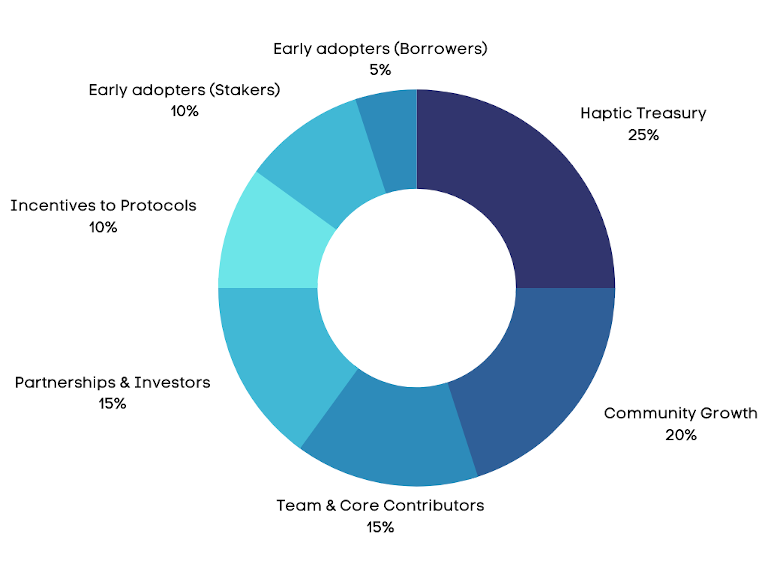 Early adopters (Borrowers)
5%
Early adopters (Stakers)
10%
Haptic Treasury
25%
Incentives to Protocols
10%
Partnerships & Investors
15%
Community Growth
20%
Team & Core Contributors
15%